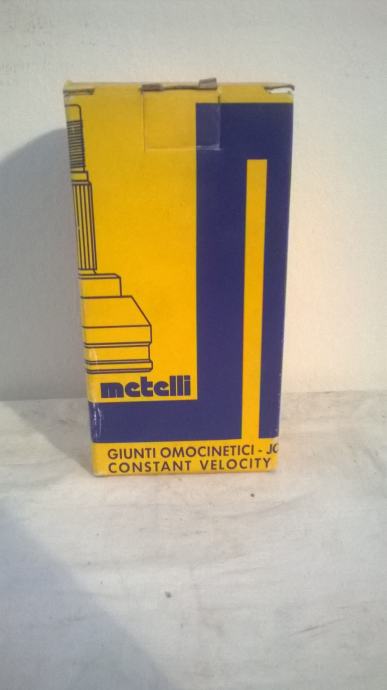 metelli
GIUNTI OMOCINETICI - JO
CONSTANT VELOCITY